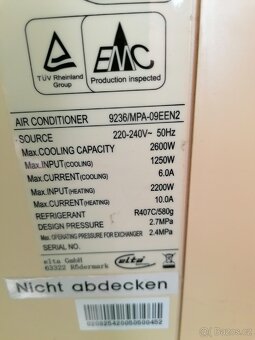 TÜV Rheinland
Group
EMC
Production inspected
AIR CONDITIONER 9236/MPA-09EEN2
SOURCE 220-240V~ 50Hz
Max.COOLING CAPACITY 2600W
Max.INPUT(COOLING) 1250W
Max.CURRENT(COOLING) 6.0A
Max.INPUT(HEATING) 2200W
Max.CURRENT(HEATING) 10.0A
REFRIGERANT R407C/580g
DESIGN PRESSURE 2.7MPa
Max. OPERATING PRESSURE FOR EXCHANGER 2.4MPa
SERIAL NO.
elta GmbH
63322 Rödermark
elta
Nicht abdecken